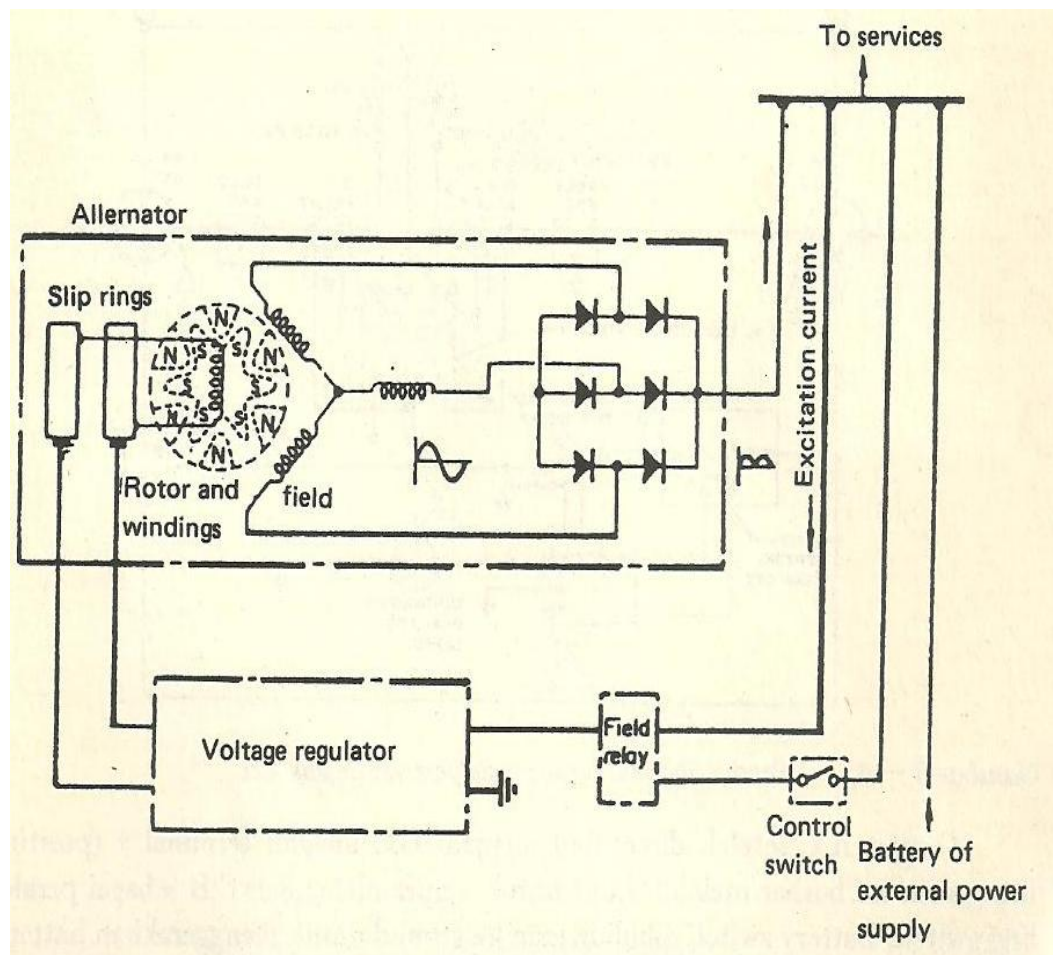 To services
Allernator
Slip rings
N
N
S
S
N
N
S
S
N
N
S
S
N
N
Excitation current
Rotor and
windings
field
Voltage regulator
Field
relay
Control
switch
Battery of
external power
supply